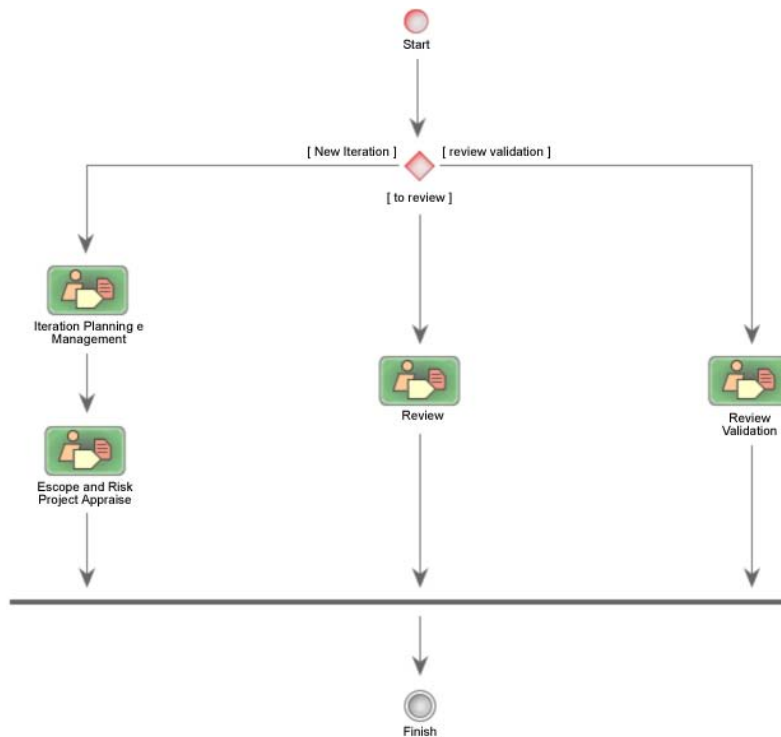 Start
[ New Iteration ]
[ review validation ]
[ to review ]
Iteration Planning e
Management
Review
Review
Validation
Escope and Risk
Project Appraise
Finish